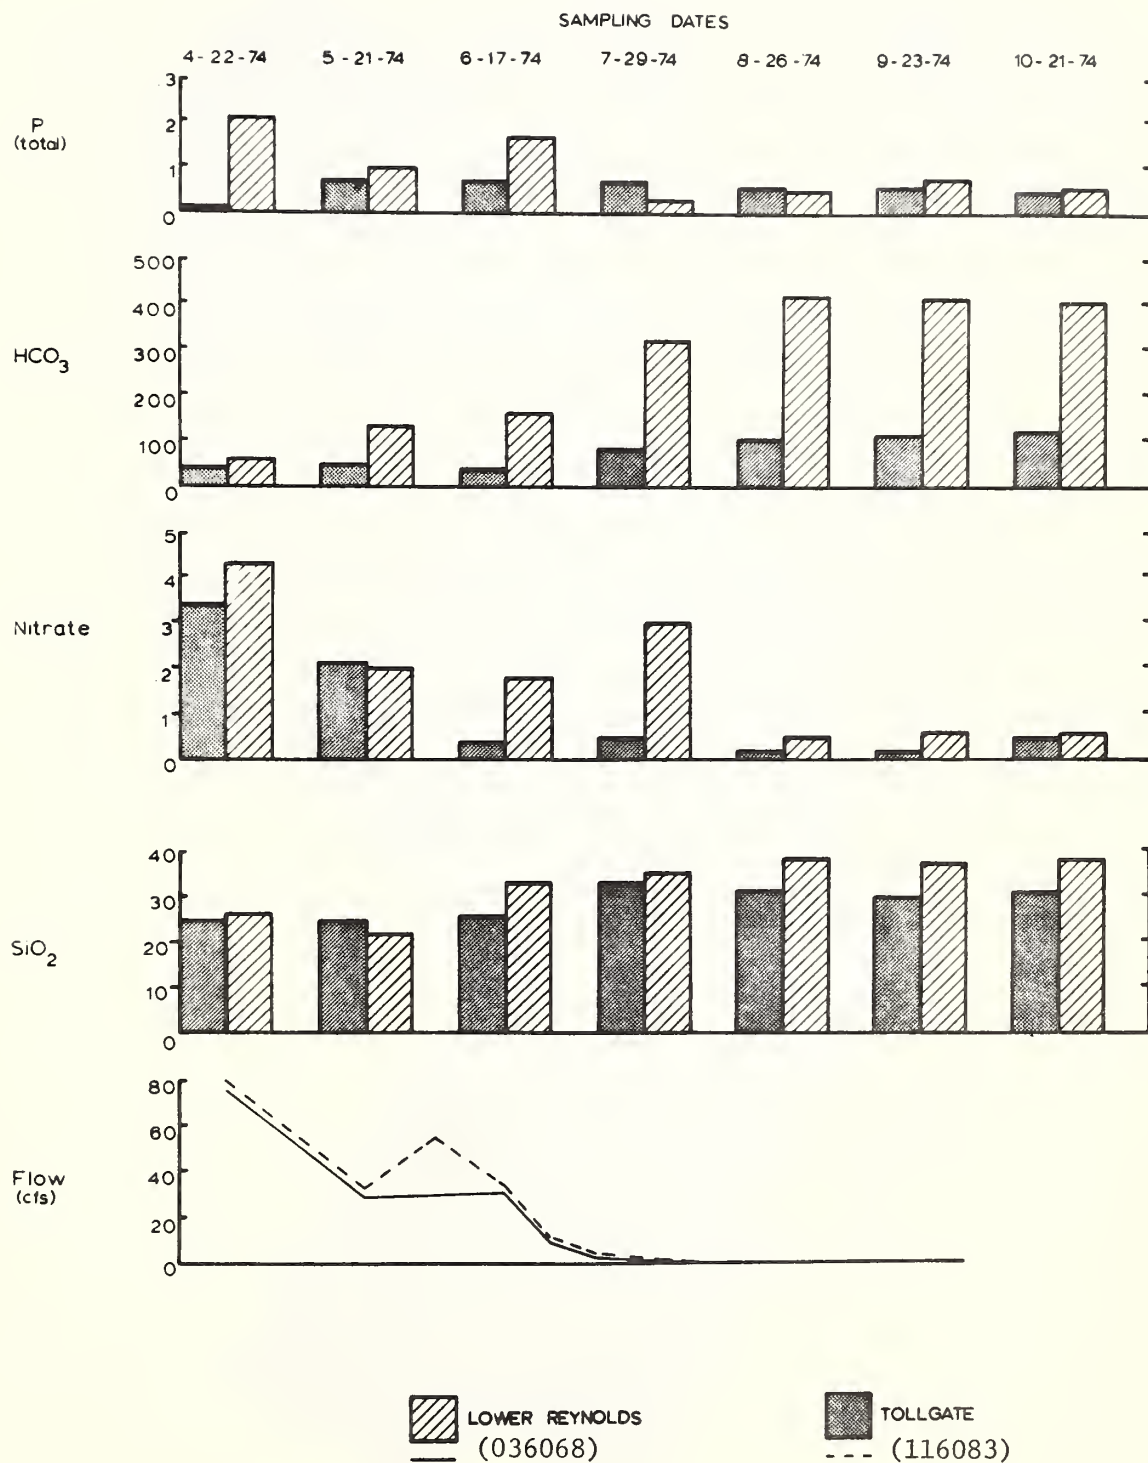 SAMPLING DATES
4-22-74 5-21-74 6-17-74 7-29-74 8-26-74 9-23-74 10-21-74
P
(total)
3
2
1
0
HCO3
500
400
300
200
100
0
Nitrate
5
4
3
2
1
0
SiO2
40
30
20
10
0
Flow
(cfs)
80
60
40
20
0
LOWER REYNOLDS
(036068)
TOLLGATE
(116083)